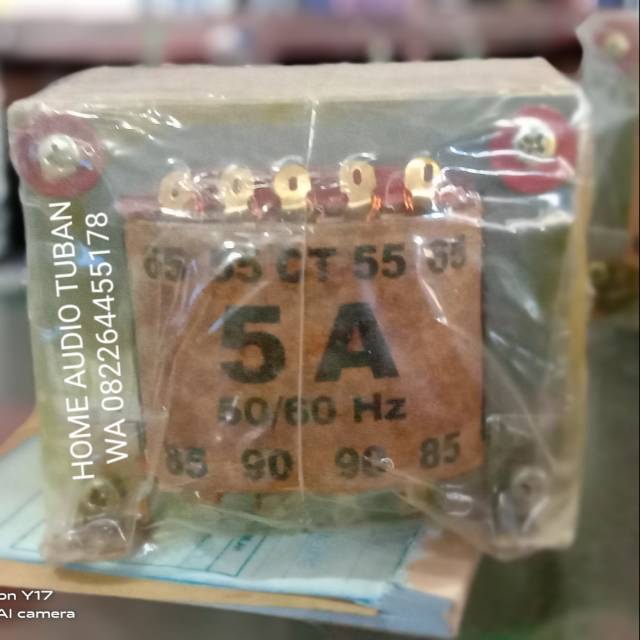 HOME AUDIO TUBAN
WA 082264455178
65 55 CT 55 65
5 A
50/60 Hz
85 90 90 85
on Y17
AI camera